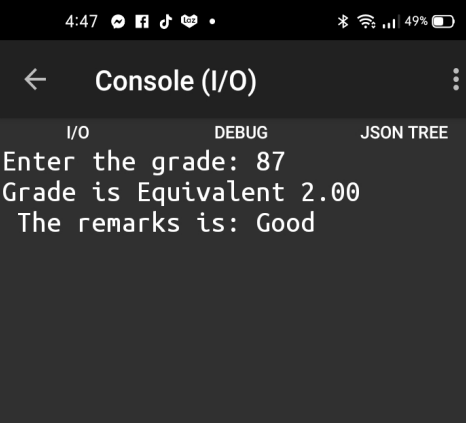 4:47
49%
Console (I/O)
I/O DEBUG JSON TREE
Enter the grade: 87
Grade is Equivalent 2.00
The remarks is: Good